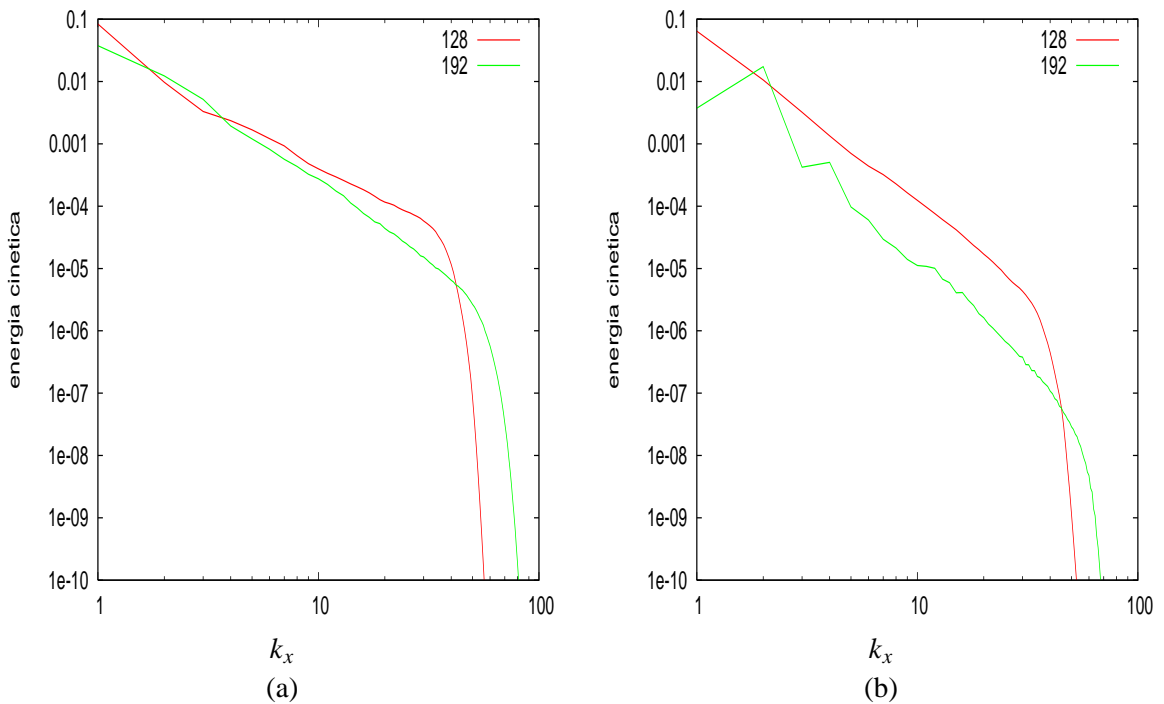 0.1
0.01
0.001
1e-04
1e-05
1e-06
1e-07
1e-08
1e-09
1e-10
energia cinetica
128
192
1 10 100
k_x
(a)
0.1
0.01
0.001
1e-04
1e-05
1e-06
1e-07
1e-08
1e-09
1e-10
energia cinetica
128
192
1 10 100
k_x
(b)